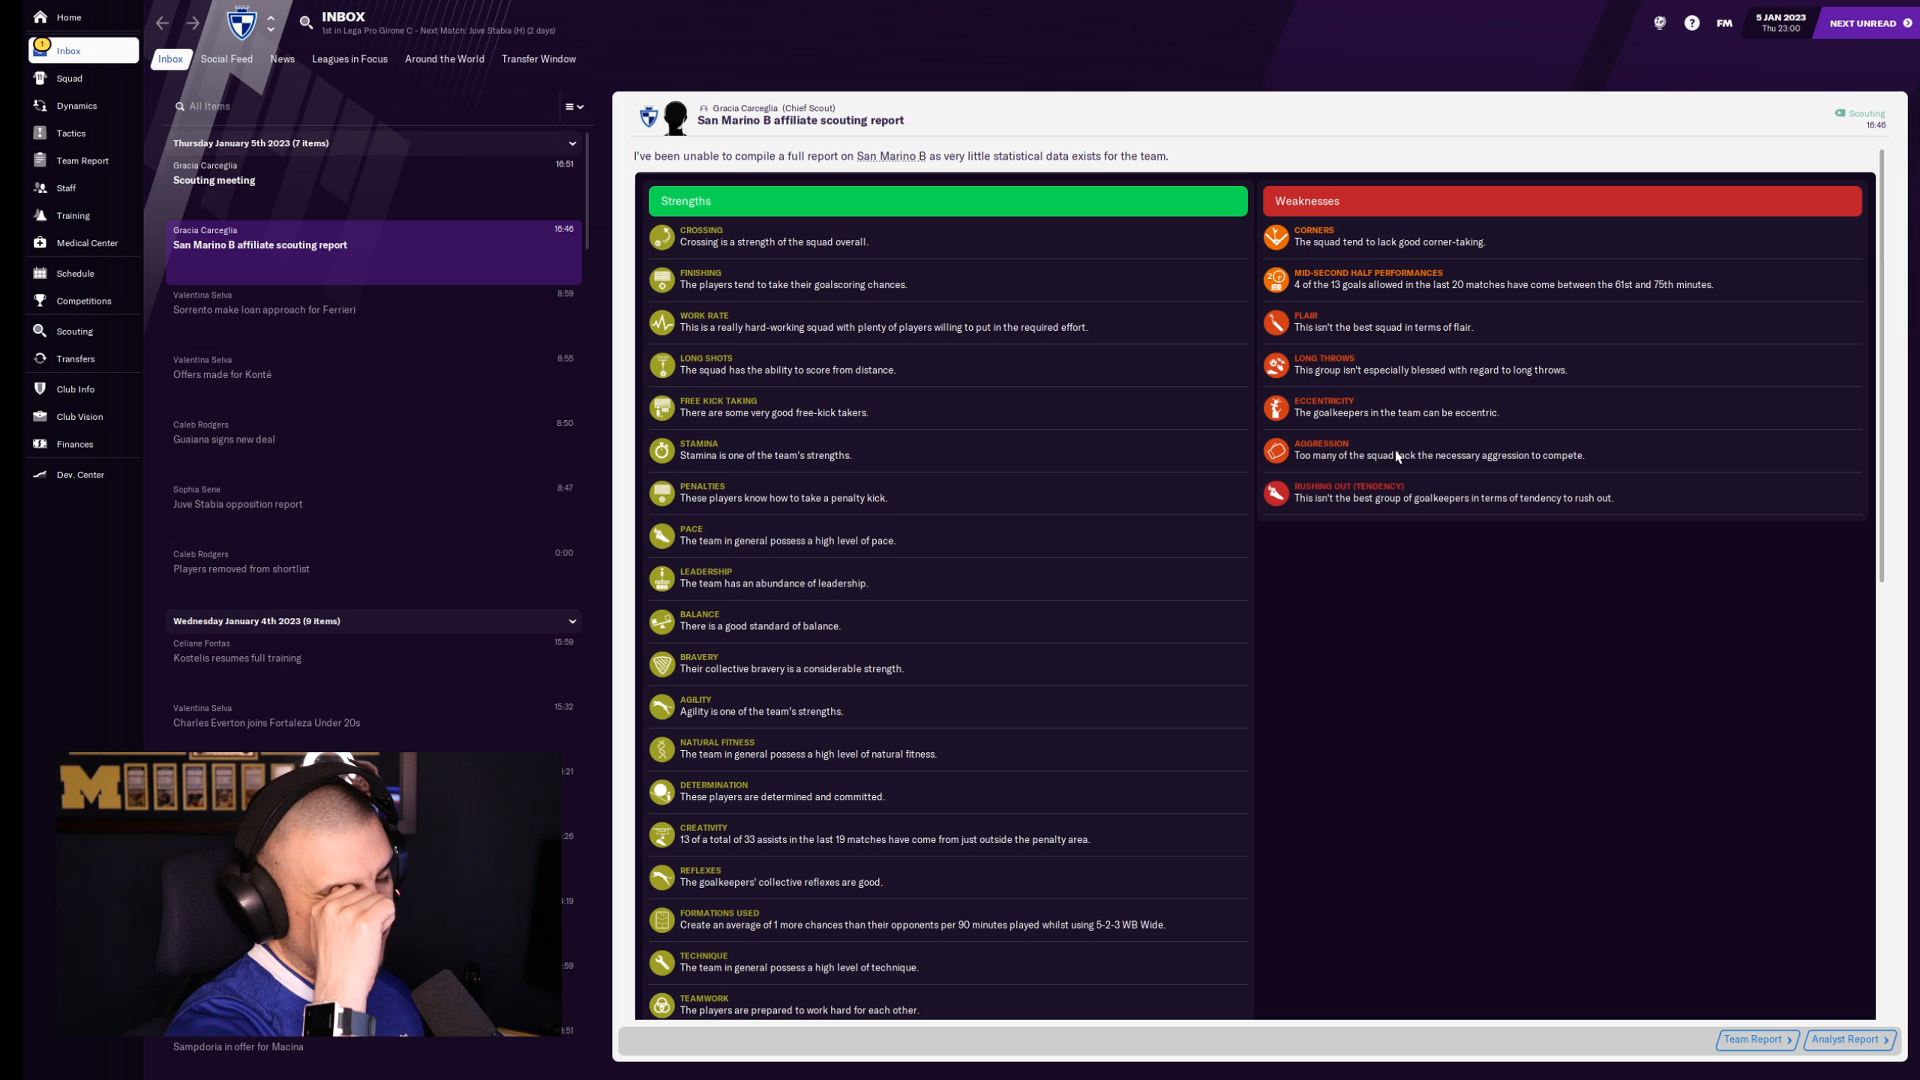 Home
Inbox
1
Squad
Dynamics
Tactics
Team Report
Staff
Training
Medical Center
Schedule
Competitions
Scouting
Transfers
Club Info
Club Vision
Finances
Dev. Center
INBOX
1st in Lega Pro Girone C - Next Match: Juve Stabia (H) (2 days)
FM
5 JAN 2023
Thu 23:00
NEXT UNREAD
Inbox
Social Feed
News
Leagues in Focus
Around the World
Transfer Window
All Items
Thursday January 5th 2023 (7 items)
Gracia Carceglia 16:51
Scouting meeting
Gracia Carceglia 16:46
San Marino B affiliate scouting report
Valentina Selva 8:59
Sorrento make loan approach for Ferrieri
Valentina Selva 8:55
Offers made for Konté
Caleb Rodgers 8:50
Guaiana signs new deal
Sophia Sene 8:47
Juve Stabia opposition report
Caleb Rodgers 0:00
Players removed from shortlist
Wednesday January 4th 2023 (9 items)
Celiane Fontas 15:59
Kostelis resumes full training
Valentina Selva 15:32
Charles Everton joins Fortaleza Under 20s
:21
:26
:19
:59
:51
M
Sampdoria in offer for Macina
Gracia Carceglia (Chief Scout)
San Marino B affiliate scouting report
Scouting
16:46
I've been unable to compile a full report on San Marino B as very little statistical data exists for the team.
Strengths
CROSSING
Crossing is a strength of the squad overall.
FINISHING
The players tend to take their goalscoring chances.
WORK RATE
This is a really hard-working squad with plenty of players willing to put in the required effort.
LONG SHOTS
The squad has the ability to score from distance.
FREE KICK TAKING
There are some very good free-kick takers.
STAMINA
Stamina is one of the team's strengths.
PENALTIES
These players know how to take a penalty kick.
PACE
The team in general possess a high level of pace.
LEADERSHIP
The team has an abundance of leadership.
BALANCE
There is a good standard of balance.
BRAVERY
Their collective bravery is a considerable strength.
AGILITY
Agility is one of the team's strengths.
NATURAL FITNESS
The team in general possess a high level of natural fitness.
DETERMINATION
These players are determined and committed.
CREATIVITY
13 of a total of 33 assists in the last 19 matches have come from just outside the penalty area.
REFLEXES
The goalkeepers' collective reflexes are good.
FORMATIONS USED
Create an average of 1 more chances than their opponents per 90 minutes played whilst using 5-2-3 WB Wide.
TECHNIQUE
The team in general possess a high level of technique.
TEAMWORK
The players are prepared to work hard for each other.
Weaknesses
CORNERS
The squad tend to lack good corner-taking.
MID-SECOND HALF PERFORMANCES
4 of the 13 goals allowed in the last 20 matches have come between the 61st and 75th minutes.
FLAIR
This isn't the best squad in terms of flair.
LONG THROWS
This group isn't especially blessed with regard to long throws.
ECCENTRICITY
The goalkeepers in the team can be eccentric.
AGGRESSION
Too many of the squad lack the necessary aggression to compete.
RUSHING OUT (TENDENCY)
This isn't the best group of goalkeepers in terms of tendency to rush out.
Team Report
Analyst Report